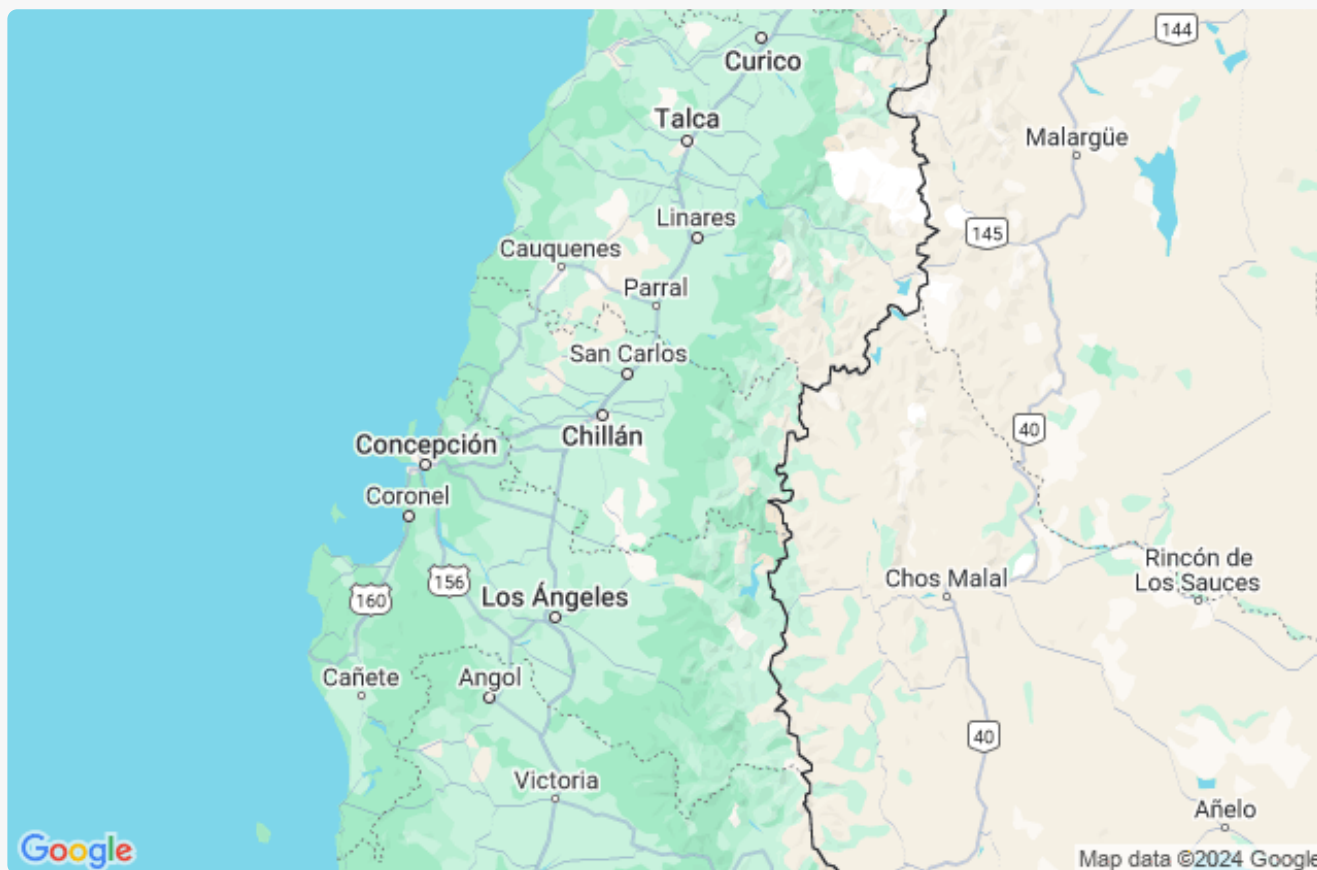 144
Curico
Talca
Malargüe
Linares
145
Cauquenes
Parral
San Carlos
40
Chillán
Concepción
Coronel
Rincón de
Los Sauces
Chos Malal
156
160
Los Ángeles
Cañete
Angol
40
Victoria
Añelo
Google
Map data ©2024 Google